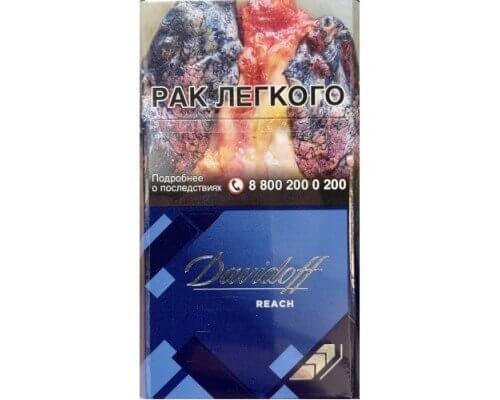 РАК ЛЕГКОГО
Подробнее
о последствиях 8 800 200 0 200
Davidoff
REACH